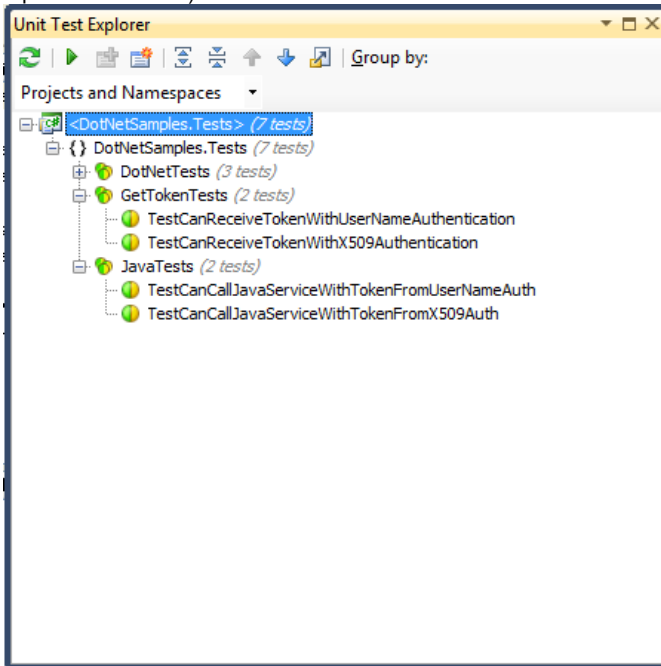 Unit Test Explorer
Group by:
Projects and Namespaces
<DotNetSamples.Tests> (7 tests)
{} DotNetSamples.Tests (7 tests)
DotNetTests (3 tests)
GetTokenTests (2 tests)
TestCanReceiveTokenWithUserNameAuthentication
TestCanReceiveTokenWithX509Authentication
JavaTests (2 tests)
TestCanCallJavaServiceWithTokenFromUserNameAuth
TestCanCallJavaServiceWithTokenFromX509Auth